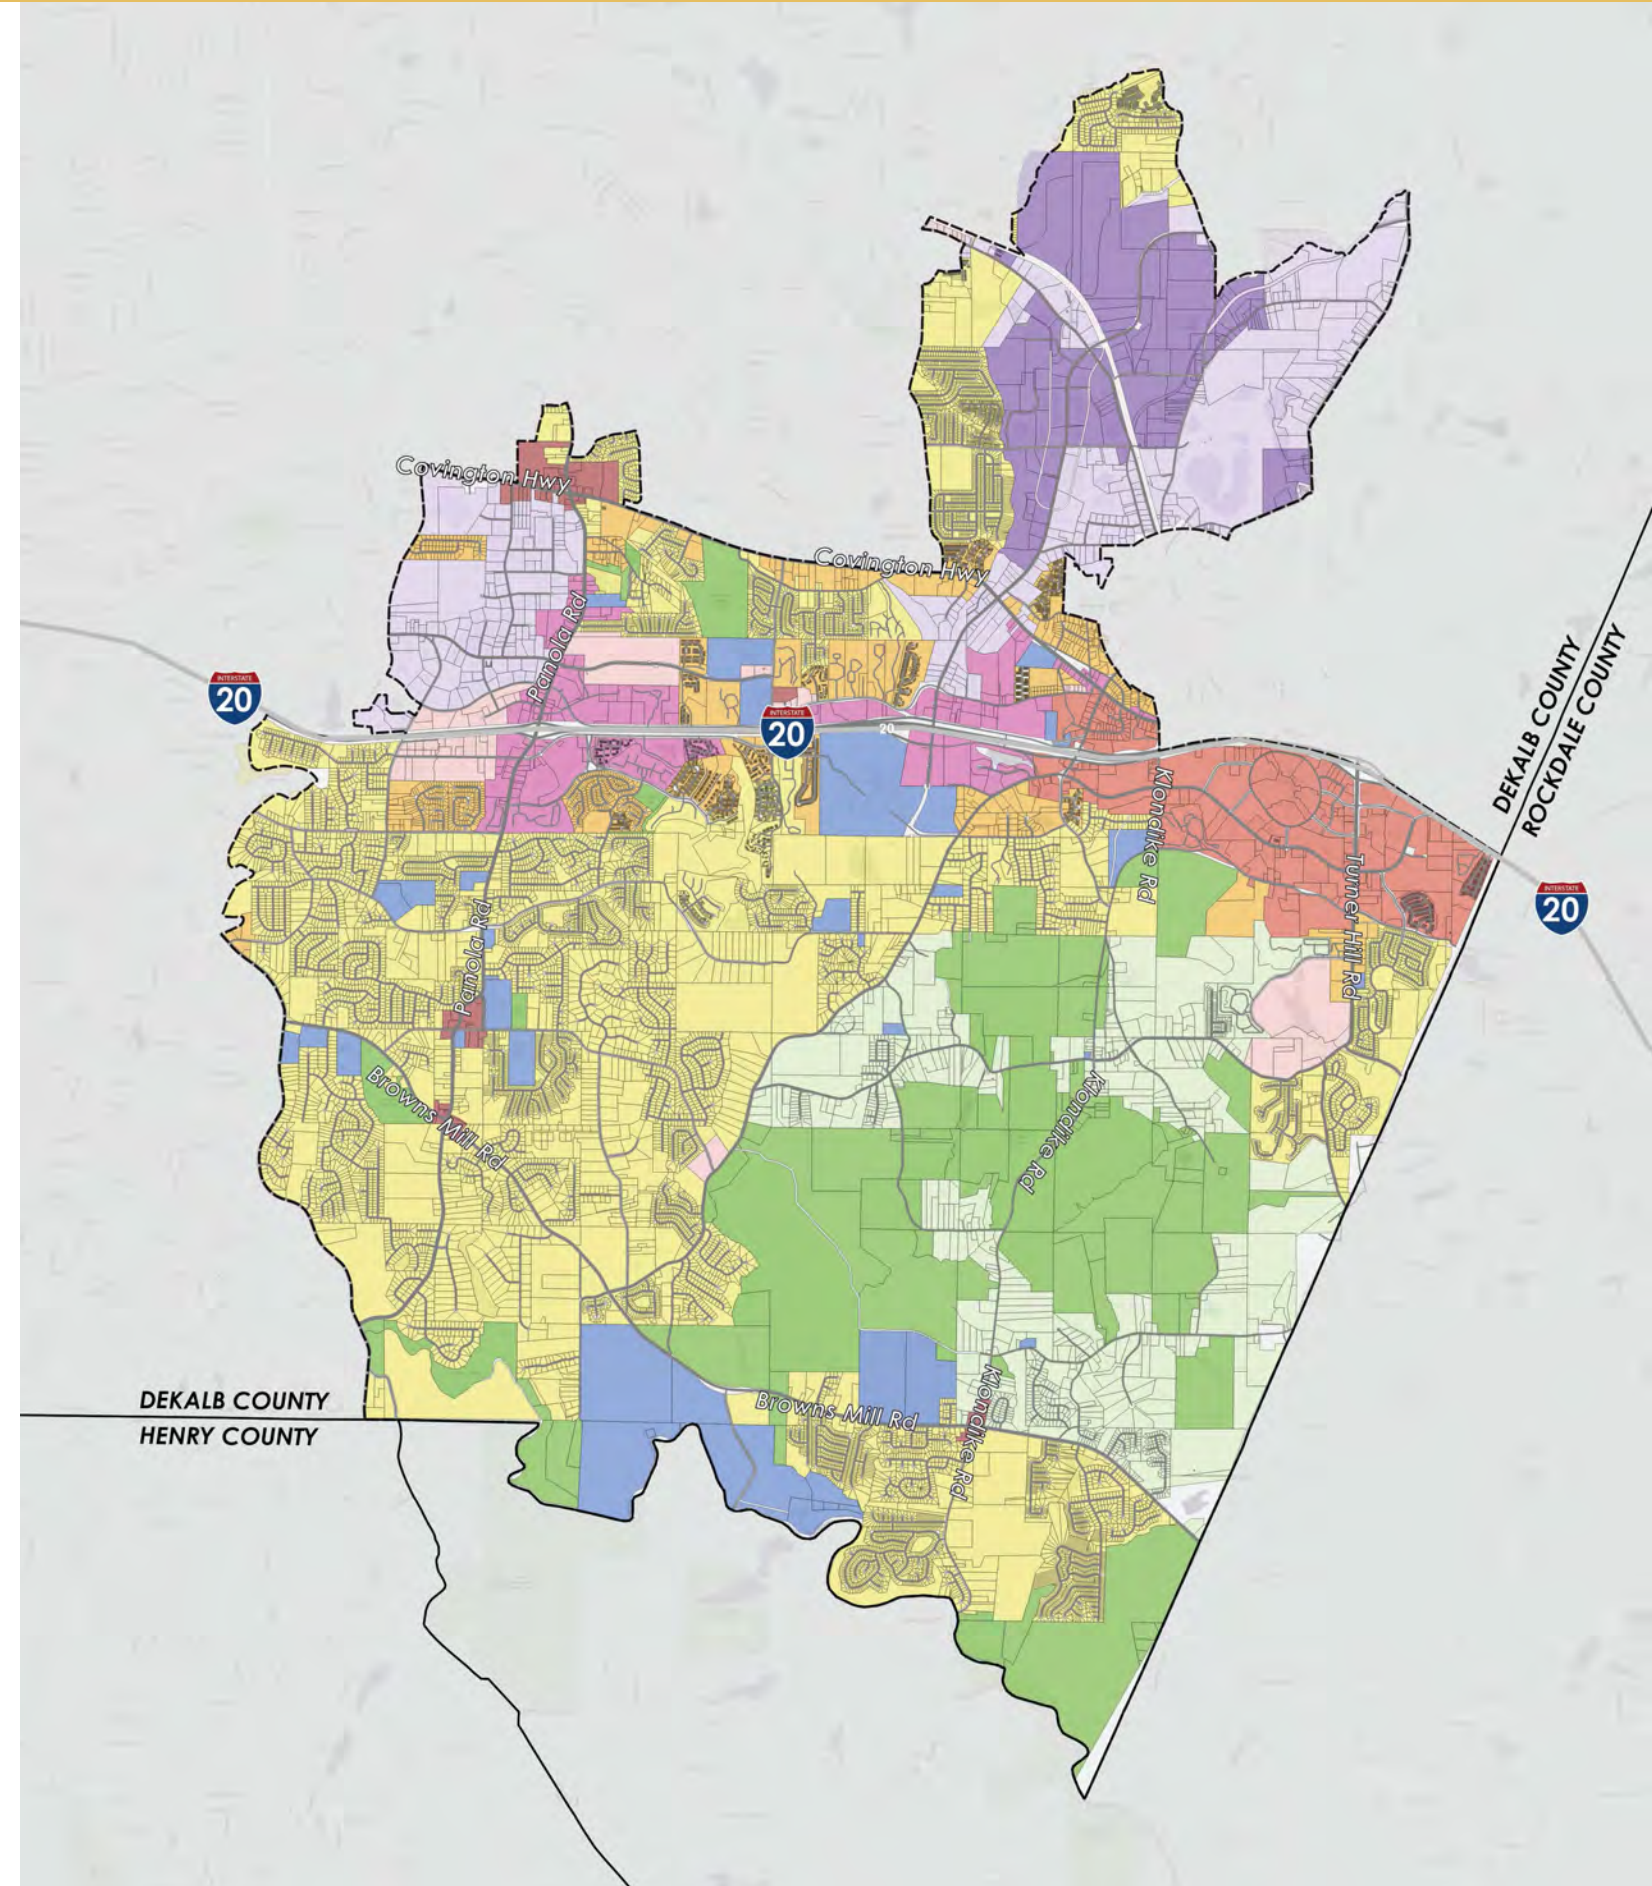 Covington Hwy
Covington Hwy
Panola Rd
DEKALB COUNTY
ROCKDALE COUNTY
INTERSTATE
20
INTERSTATE
20
20
Klondike Rd
Turner Hill Rd
INTERSTATE
20
Panola Rd
Browns Mill Rd
Klondike Rd
DEKALB COUNTY
HENRY COUNTY
Browns Mill Rd
Klondike Rd